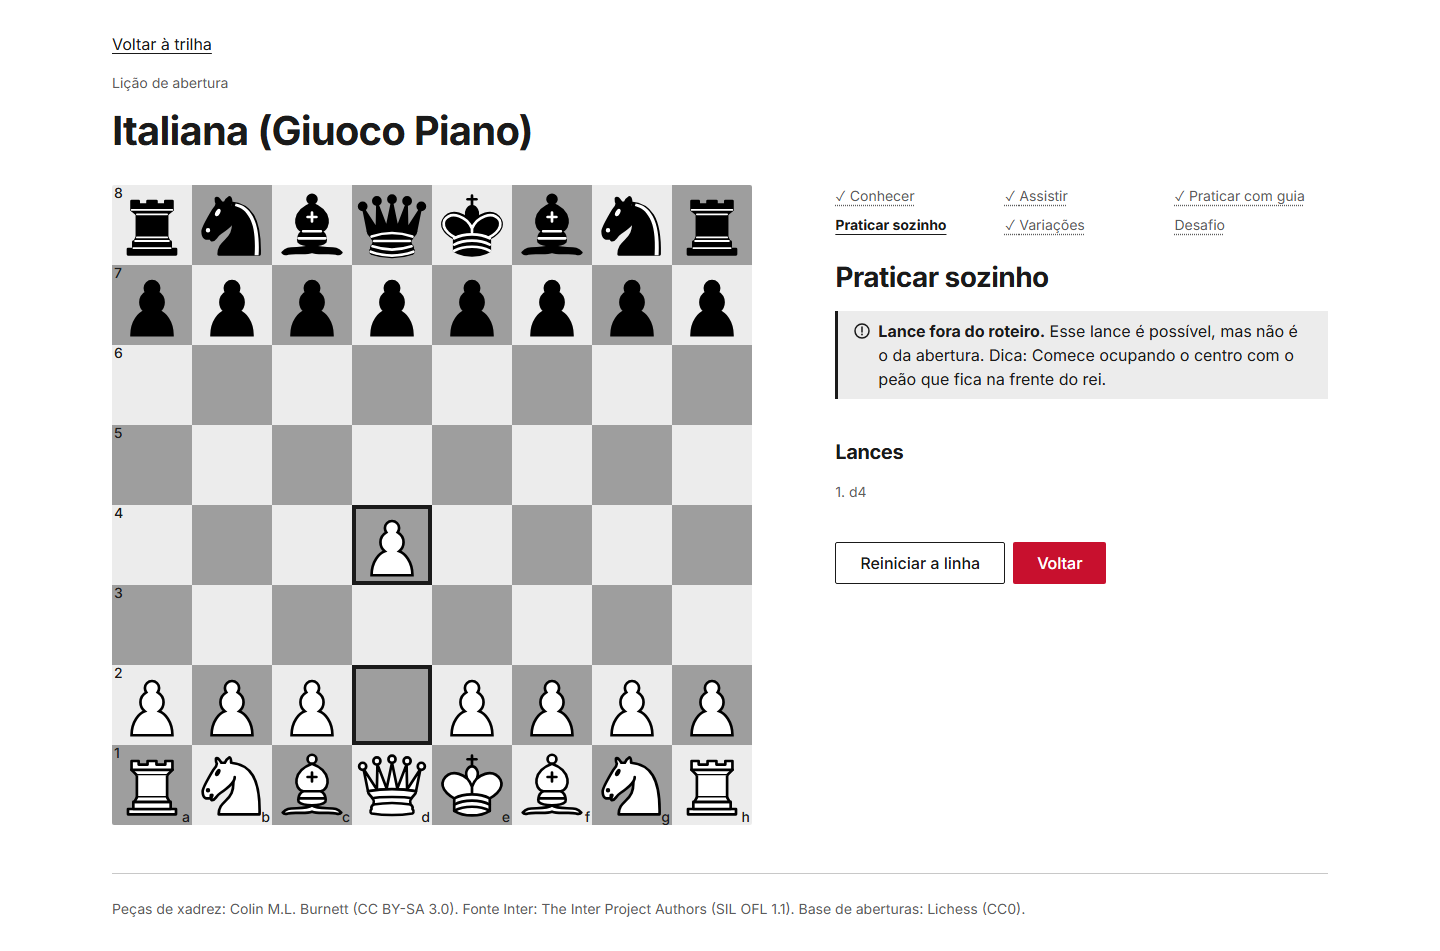 Voltar à trilha
Lição de abertura
Italiana (Giuoco Piano)
8
7
6
5
4
3
2
1
a b c d e f g h
✓ Conhecer ✓ Assistir ✓ Praticar com guia
Praticar sozinho ✓ Variações Desafio
Praticar sozinho
Lance fora do roteiro. Esse lance é possível, mas não é
o da abertura. Dica: Comece ocupando o centro com o
peão que fica na frente do rei.
Lances
1. d4
Reiniciar a linha Voltar
Peças de xadrez: Colin M.L. Burnett (CC BY-SA 3.0). Fonte Inter: The Inter Project Authors (SIL OFL 1.1). Base de aberturas: Lichess (CC0).